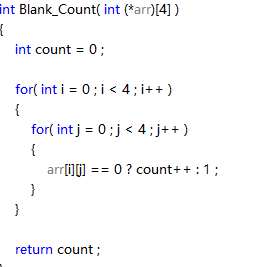 int Blank_Count( int (*arr)[4] )
{
int count = 0 ;
for( int i = 0 ; i < 4 ; i++ )
{
for( int j = 0 ; j < 4 ; j++ )
{
arr[i][j] == 0 ? count++ : 1 ;
}
}
return count ;